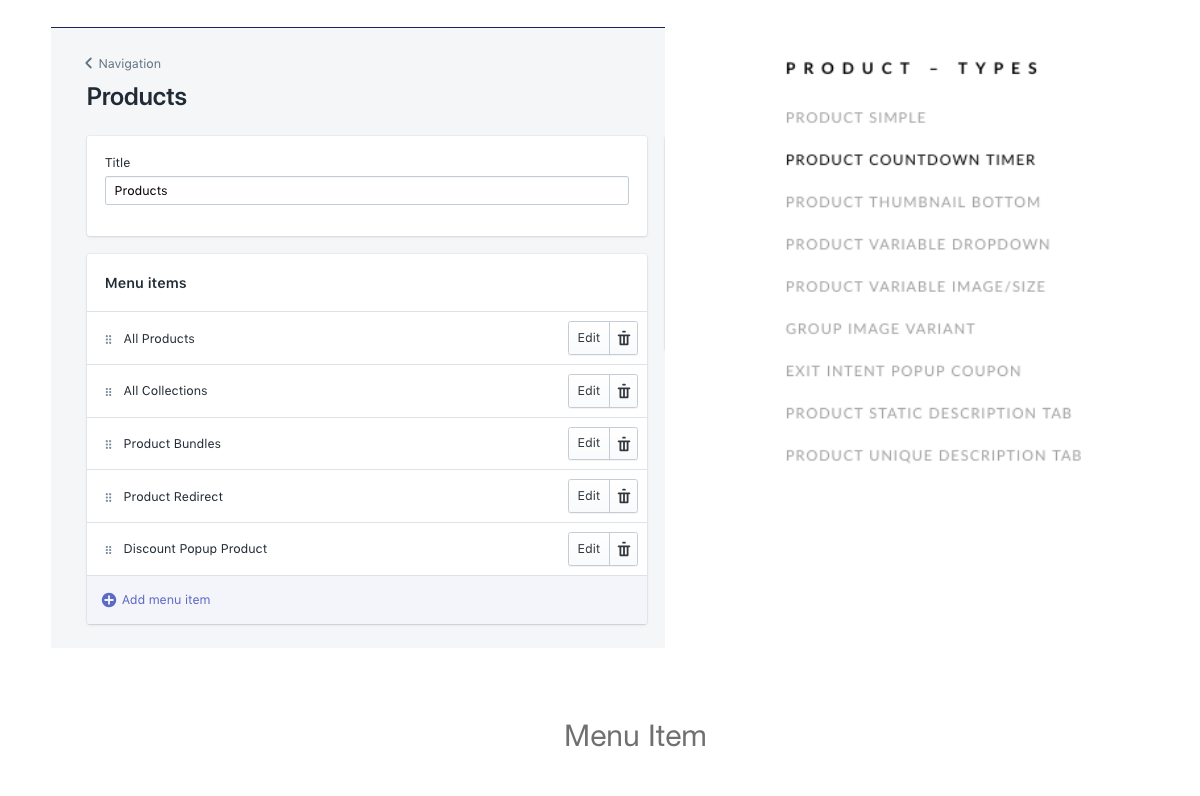 Navigation
Products
Title
Products
Menu items
All Products
Edit
All Collections
Edit
Product Bundles
Edit
Product Redirect
Edit
Discount Popup Product
Edit
Add menu item
PRODUCT – TYPES
PRODUCT SIMPLE
PRODUCT COUNTDOWN TIMER
PRODUCT THUMBNAIL BOTTOM
PRODUCT VARIABLE DROPDOWN
PRODUCT VARIABLE IMAGE/SIZE
GROUP IMAGE VARIANT
EXIT INTENT POPUP COUPON
PRODUCT STATIC DESCRIPTION TAB
PRODUCT UNIQUE DESCRIPTION TAB
Menu Item